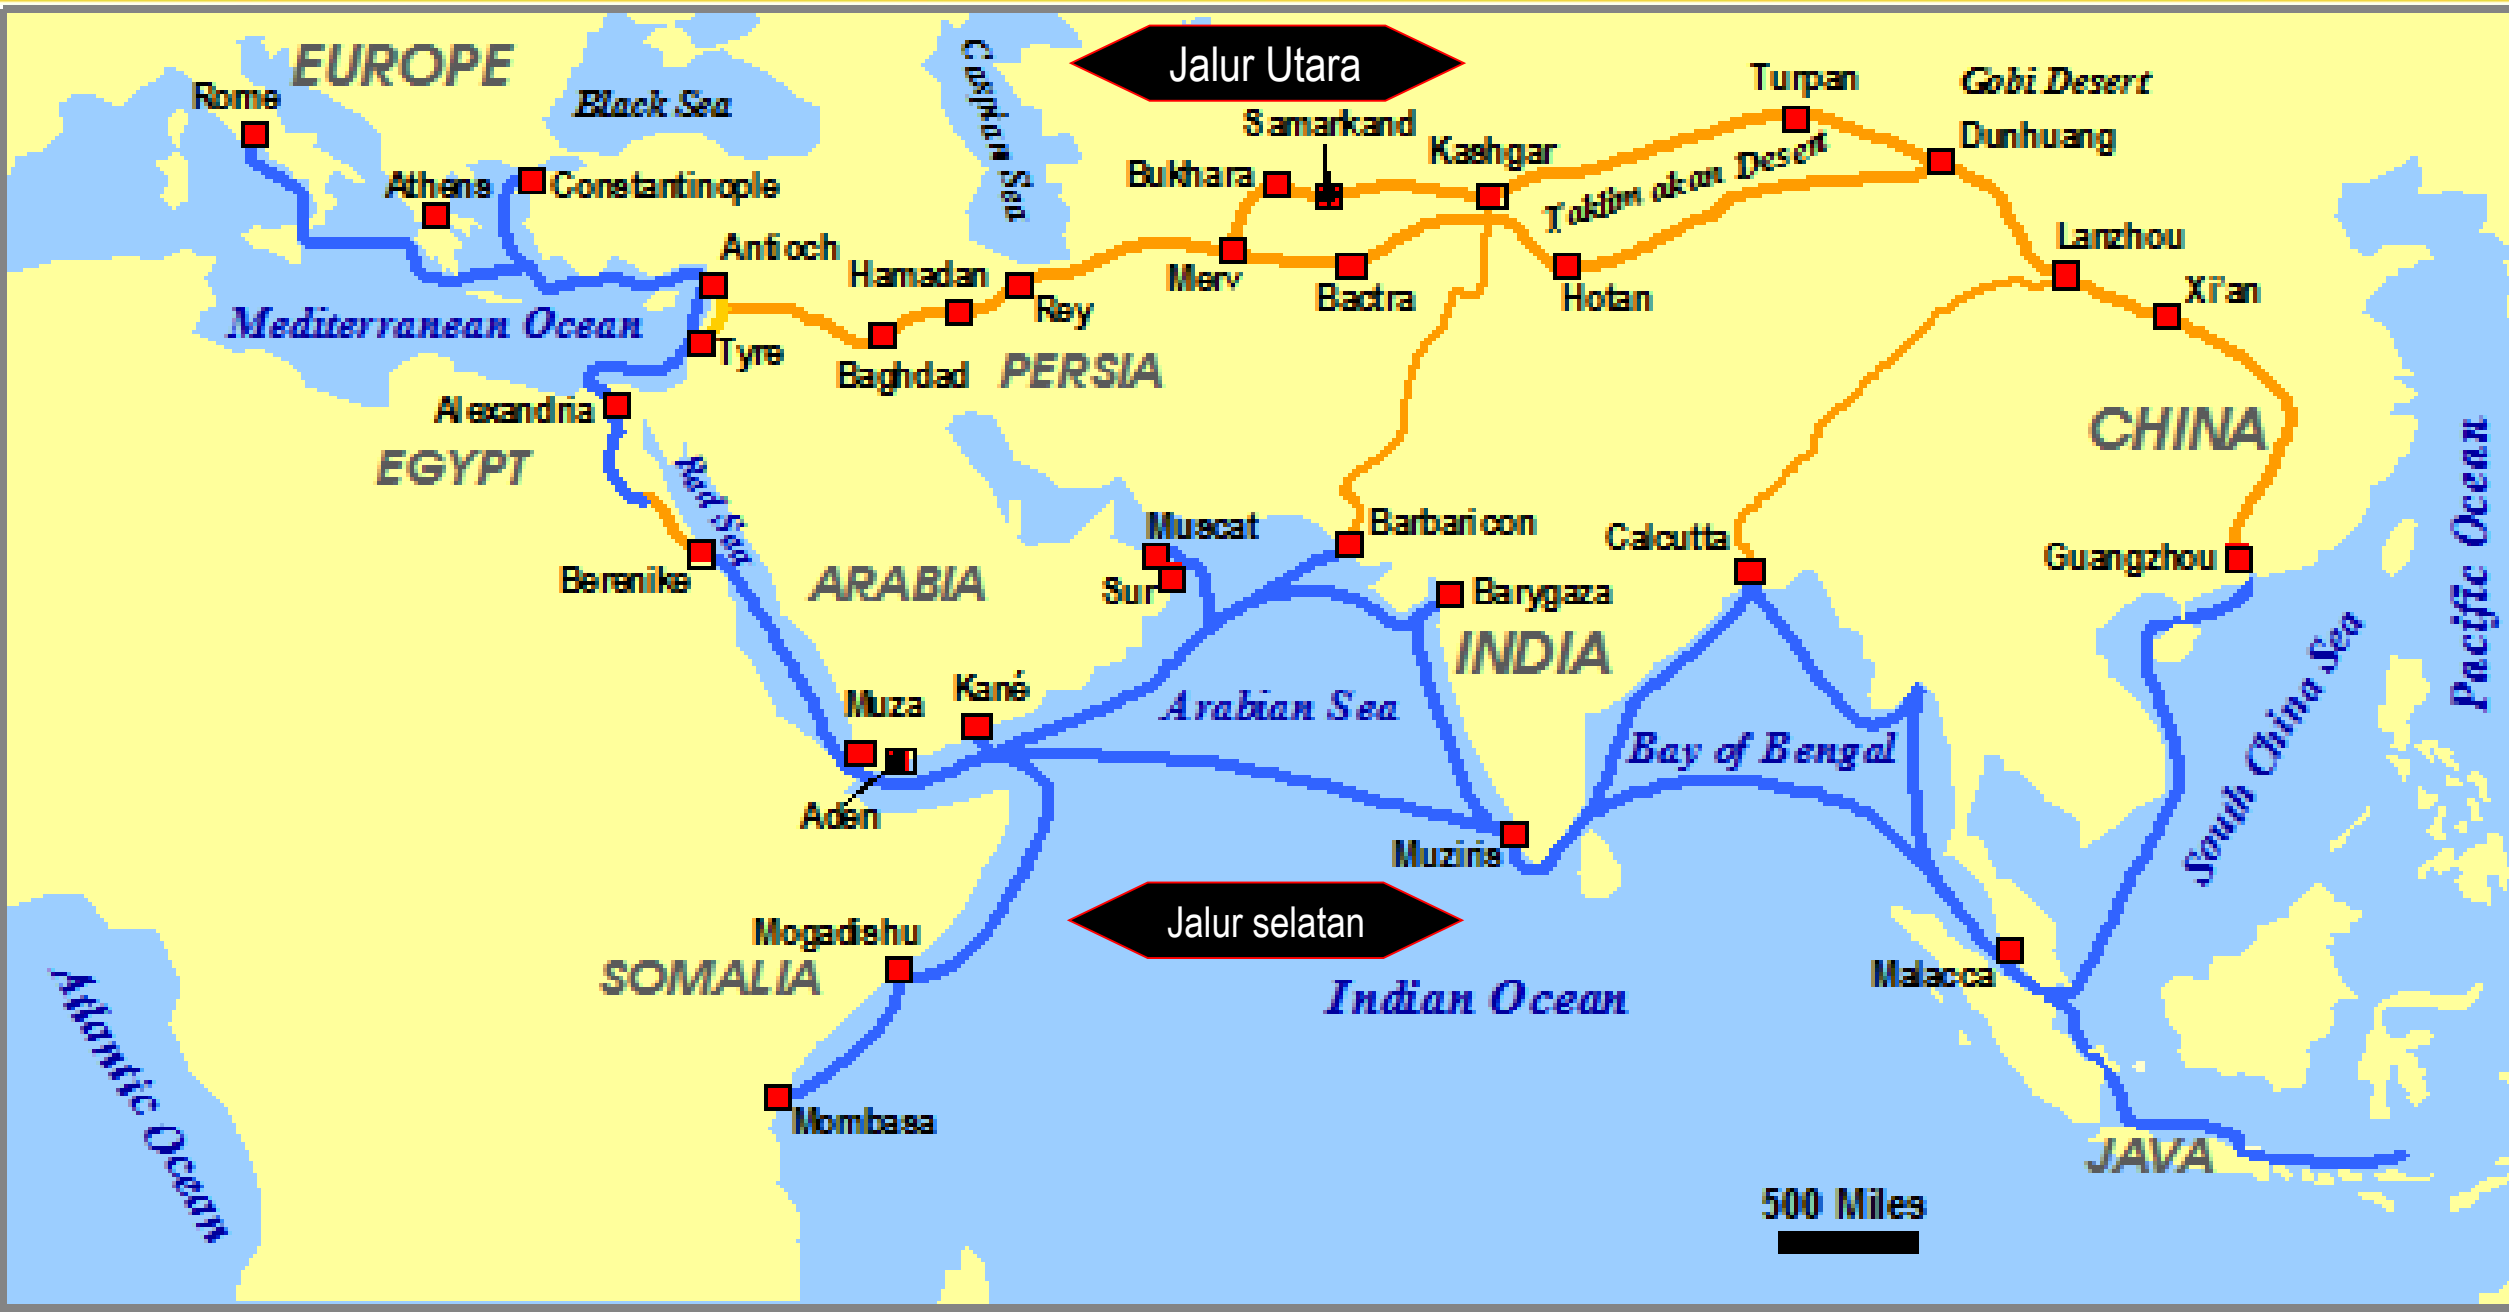 EUROPE
Jalur Utara
Rome
Black Sea
Caspian Sea
Turpan
Gobi Desert
Samarkand
Kashgar
Dunhuang
Athens
Constantinople
Bukhara
Taklim akan Desert
Antioch
Lanzhou
Hamadan
Merv
Bactra
Hotan
Xi'an
Mediterranean Ocean
Rey
Tyre
Baghdad
PERSIA
Alexandria
CHINA
EGYPT
Rad Saa
Muscat
Barbaricon
Calcutta
Guangzhou
Pacific Ocean
Berenike
ARABIA
Sur
Barygaza
INDIA
South China Sea
Muza
Kané
Arabian Sea
Bay of Bengal
Aden
Muziris
Jalur selatan
Mogadishu
SOMALIA
Malacca
Indian Ocean
Atlantic Ocean
Mombasa
JAVA
500 Miles